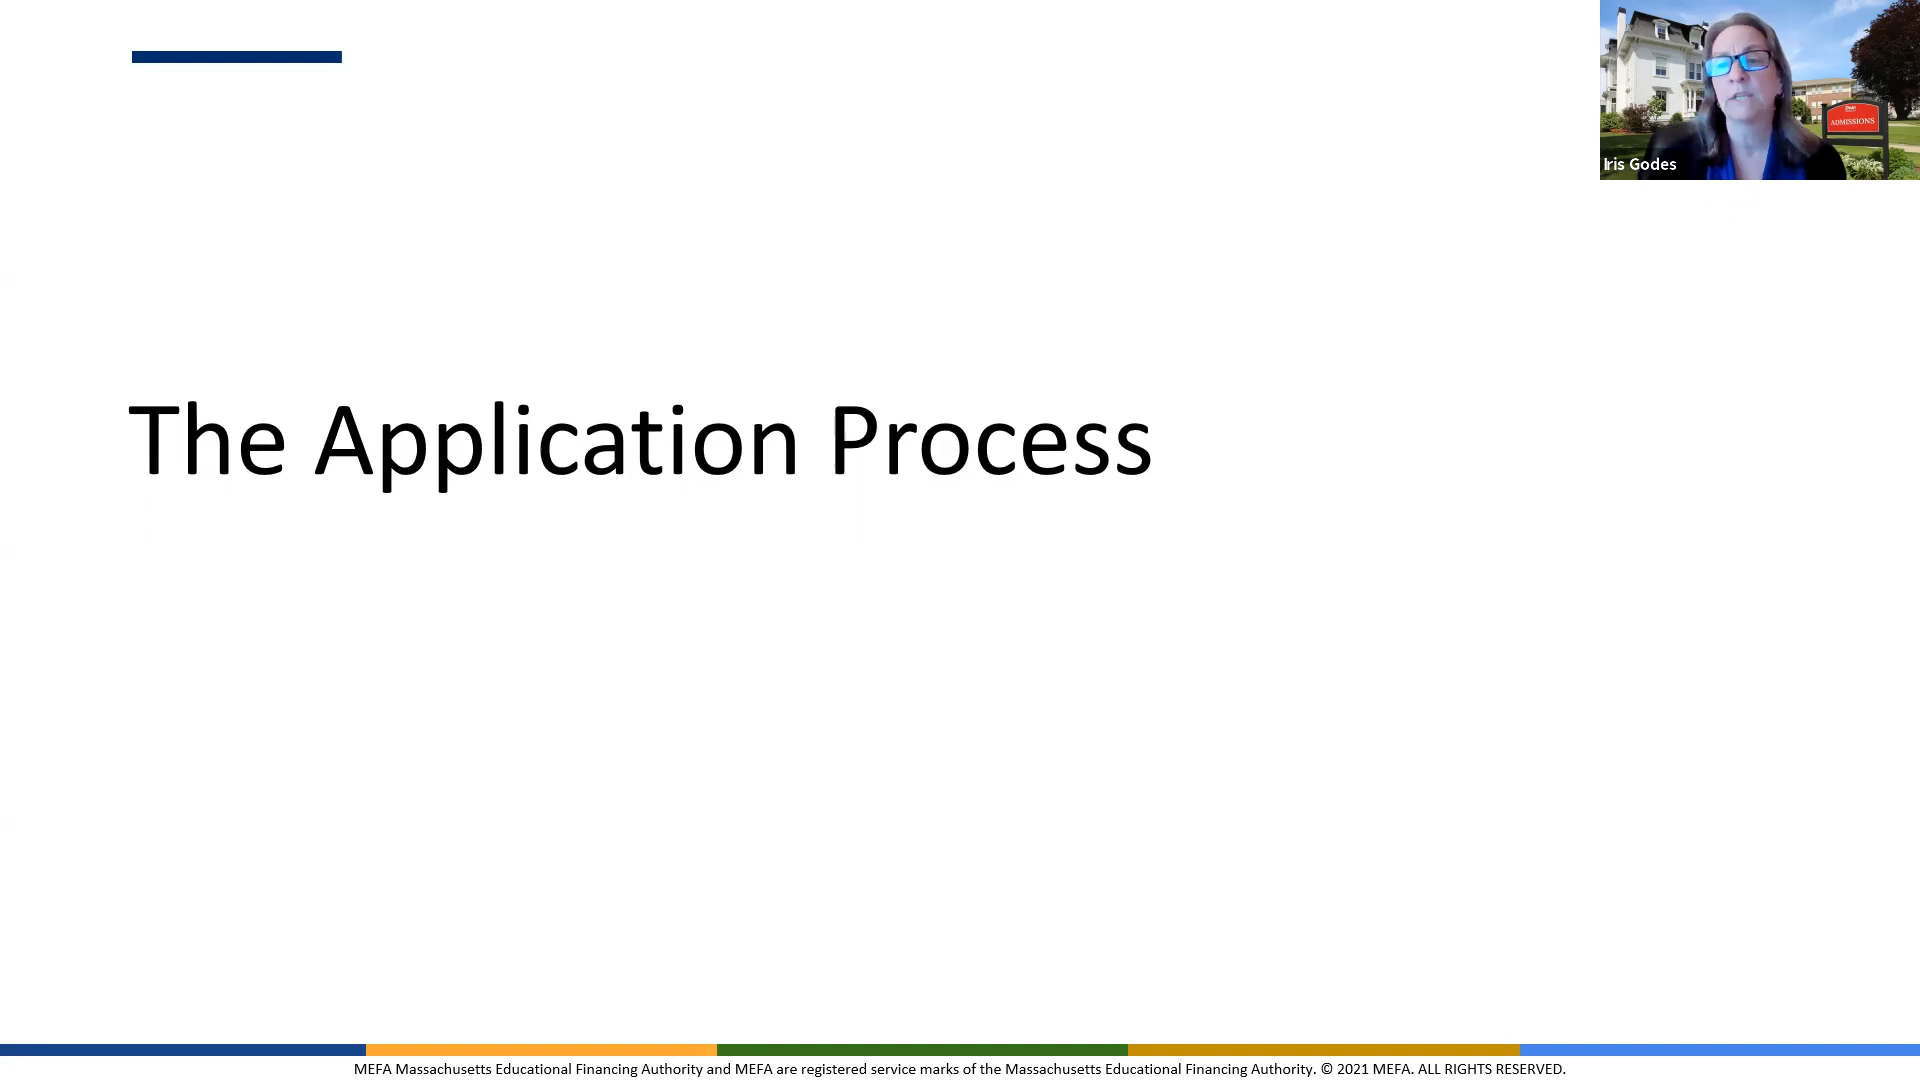 ADMISSIONS
Iris Godes
The Application Process
MEFA Massachusetts Educational Financing Authority and MEFA are registered service marks of the Massachusetts Educational Financing Authority. © 2021 MEFA. ALL RIGHTS RESERVED.